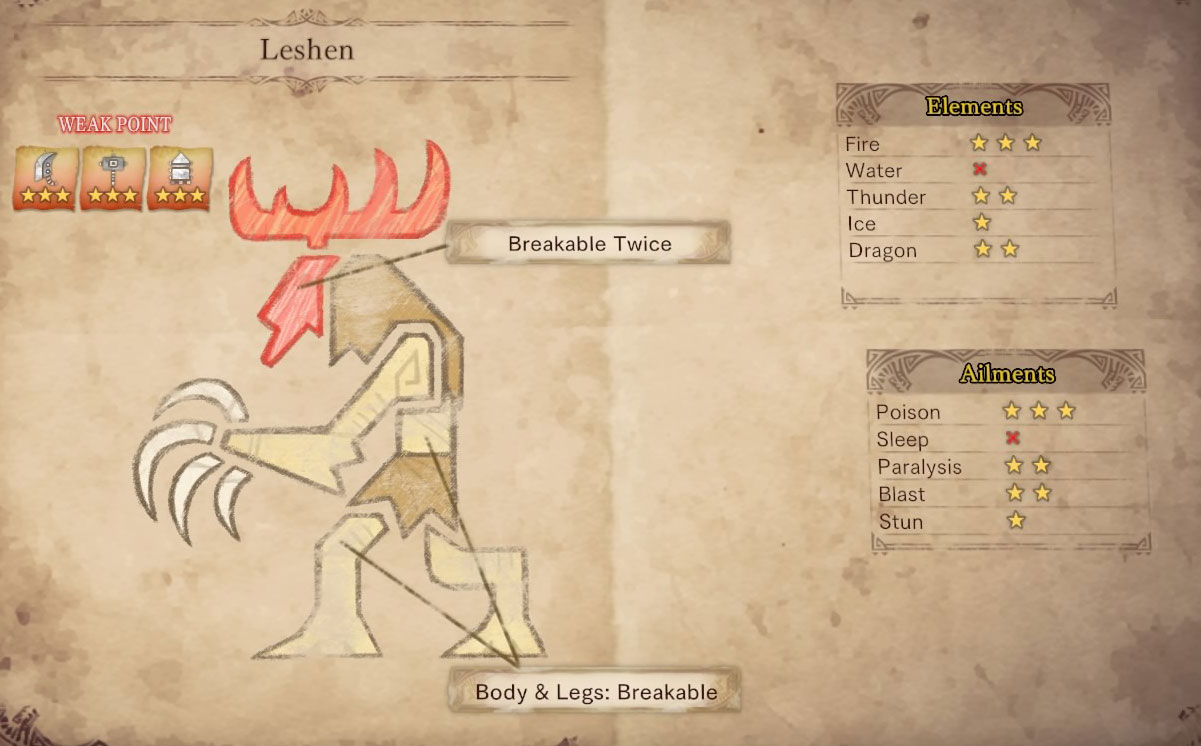 Leshen
WEAK POINT
Breakable Twice
Body & Legs: Breakable
Elements
Fire
Water
Thunder
Ice
Dragon
Ailments
Poison
Sleep
Paralysis
Blast
Stun